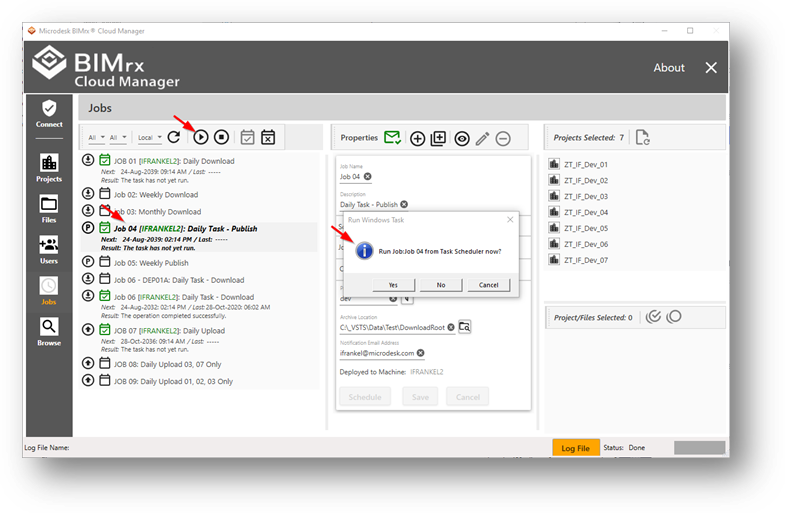 Microdesk BIMrx® Cloud Manager
BIMrx
Cloud Manager
About
Connect
Projects
Files
Users
Jobs
Browse
Jobs
All
All
Local
JOB 01 [IFRANKEL2]: Daily Download
Next: 24-Aug-2039: 09:14 AM / Last: -----
Result: The task has not yet run.
Job 02: Weekly Download
Job 03: Monthly Download
Job 04 [IFRANKEL2]: Daily Task - Publish
Next: 24-Aug-2039: 02:14 PM / Last: -----
Result: The task has not yet run.
Job 05: Weekly Publish
Job 06 - DEP01A: Daily Task - Download
Job 06 [IFRANKEL2]: Daily Task - Download
Next: 24-Aug-2032: 02:14 PM / Last:28-Oct-2020: 06:02 AM
Result: The operation completed successfully.
JOB 07 [IFRANKEL2]: Daily Upload
Next: 28-Oct-2036: 09:14 AM / Last: -----
Result: The task has not yet run.
JOB 08: Daily Upload 03, 07 Only
JOB 09: Daily Upload 01, 02, 03 Only
Properties
Job Name
Job 04
Description
Daily Task - Publish
Run Windows Task
Run Job:Job 04 from Task Scheduler now?
Yes
No
Cancel
dev
Archive Location
C:\_VSTS\Data\Test\DownloadRoot
Notification Email Address
ifrankel@microdesk.com
Deployed to Machine: IFRANKEL2
Schedule
Save
Cancel
Projects Selected: 7
ZT_IF_Dev_01
ZT_IF_Dev_02
ZT_IF_Dev_03
ZT_IF_Dev_04
ZT_IF_Dev_05
ZT_IF_Dev_06
ZT_IF_Dev_07
Project/Files Selected: 0
Log File Name:
Log File
Status: Done